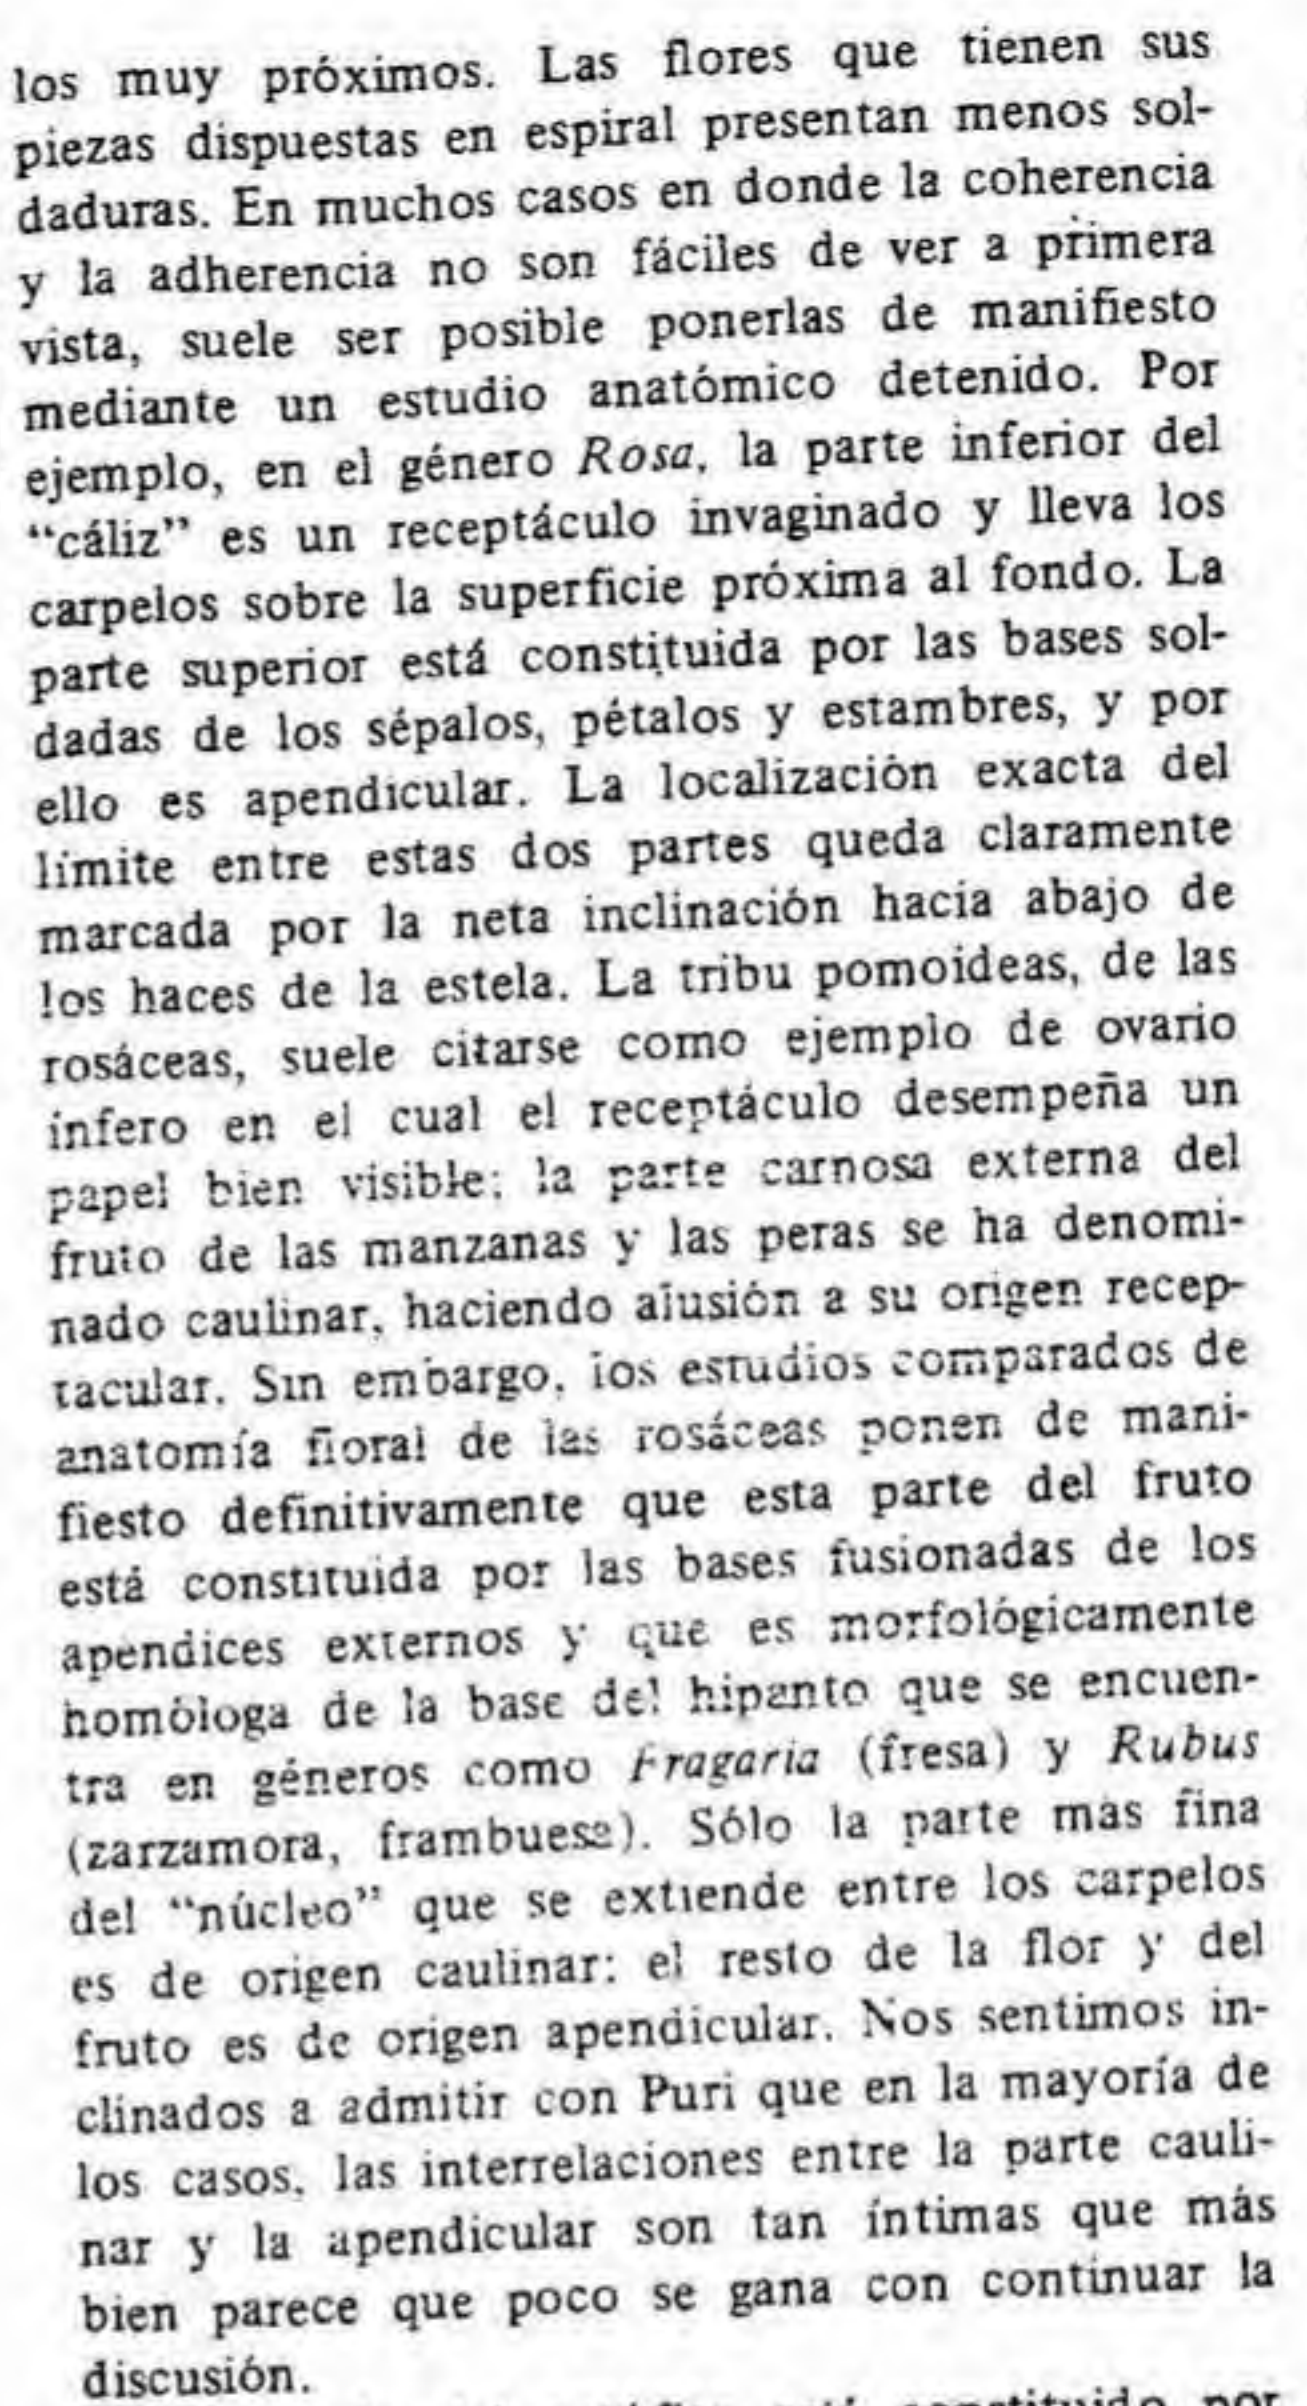 los muy próximos. Las flores que tienen sus
piezas dispuestas en espiral presentan menos sol-
daduras. En muchos casos en donde la coherencia
y la adherencia no son fáciles de ver a primera
vista, suele ser posible ponerlas de manifiesto
mediante un estudio anatómico detenido. Por
ejemplo, en el género Rosa, la parte inferior del
“cáliz” es un receptáculo invaginado y lleva los
carpelos sobre la superficie próxima al fondo. La
parte superior está constituida por las bases sol-
dadas de los sépalos, pétalos y estambres, y por
ello es apendicular. La localización exacta del
límite entre estas dos partes queda claramente
marcada por la neta inclinación hacia abajo de
los haces de la estela. La tribu pomoideas, de las
rosáceas, suele citarse como ejemplo de ovario
ínfero en el cual el receptáculo desempeña un
papel bien visible; la parte carnosa externa del
fruto de las manzanas y las peras se ha denomi-
nado caulinar, haciendo alusión a su origen recep-
tacular. Sin embargo, los estudios comparados de
anatomía floral de las rosáceas ponen de mani-
fiesto definitivamente que esta parte del fruto
está constituida por las bases fusionadas de los
apendices externos y que es morfológicamente
homóloga de la base del hipanto que se encuen-
tra en géneros como Fragaria (fresa) y Rubus
(zarzamora, frambuesa). Sólo la parte más fina
del “núcleo” que se extiende entre los carpelos
es de origen caulinar; el resto de la flor y del
fruto es de origen apendicular. Nos sentimos in-
clinados a admitir con Puri que en la mayoría de
los casos, las interrelaciones entre la parte cauli-
nar y la apendicular son tan íntimas que más
bien parece que poco se gana con continuar la
discusión.
constituido por